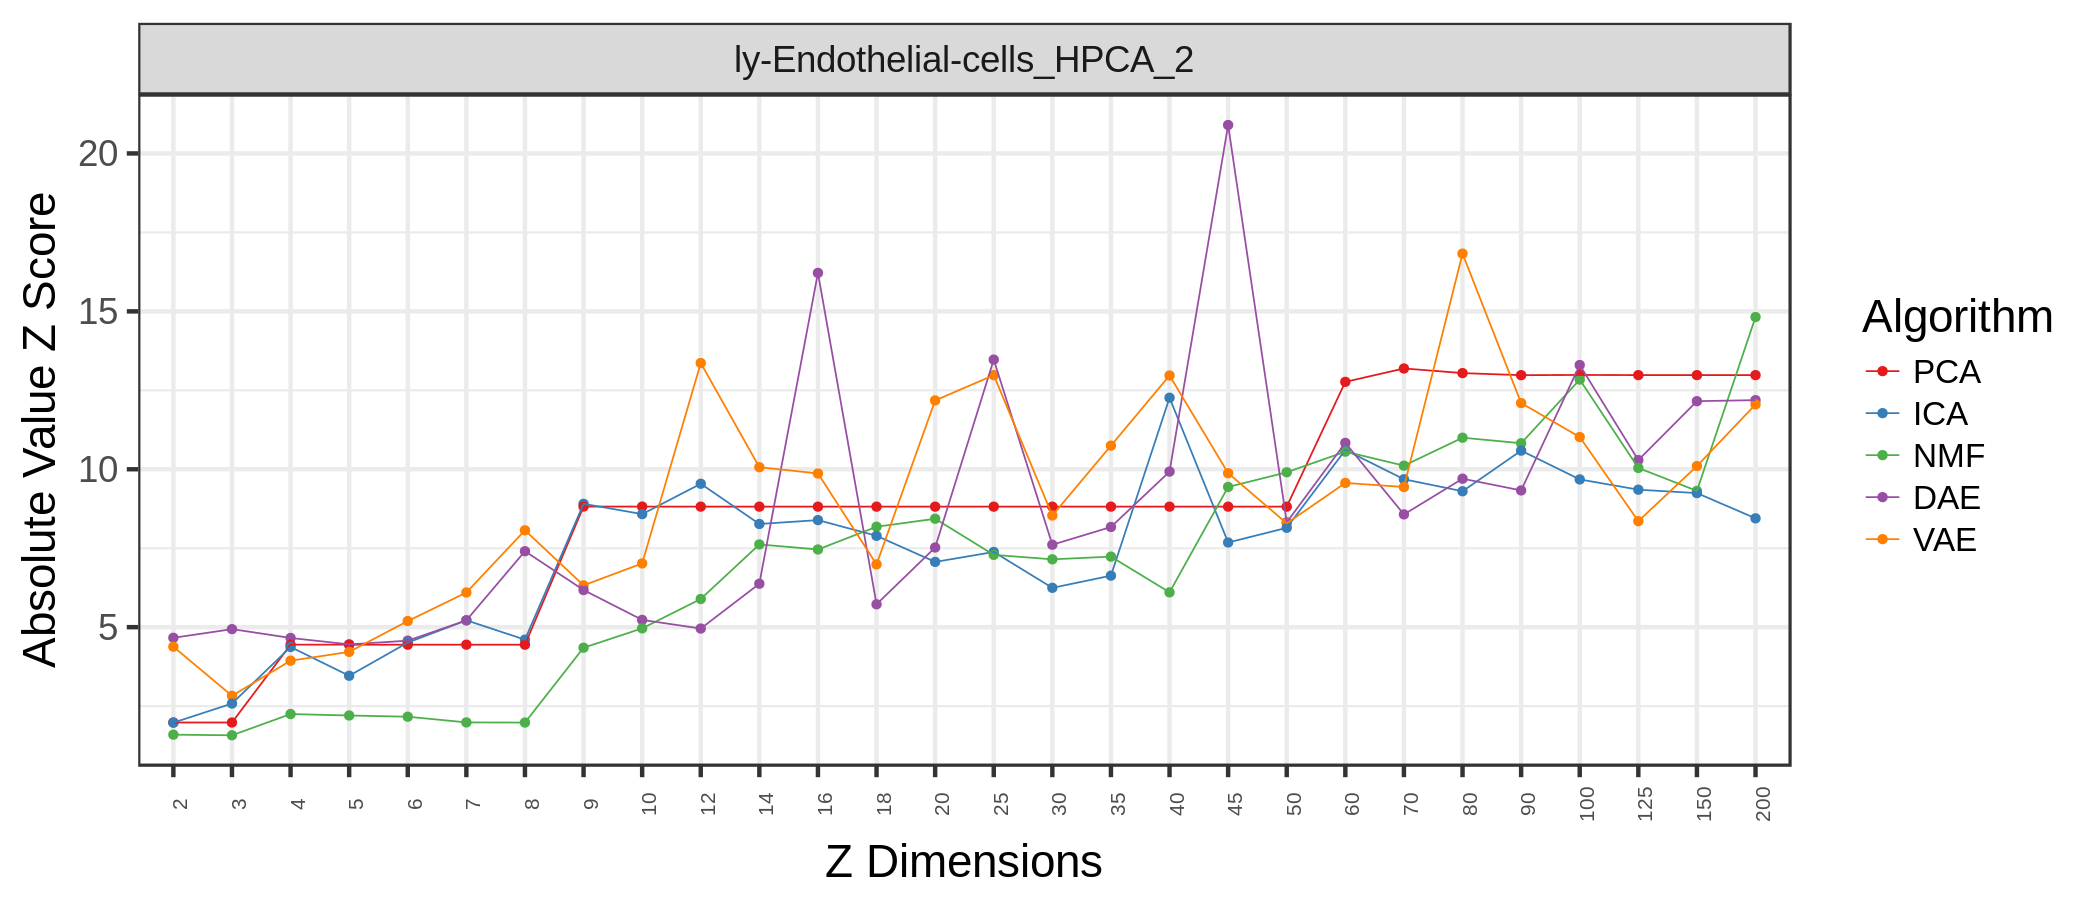 ly-Endothelial-cells_HPCA_2
Absolute Value Z Score
20
15
10
5
2 3 4 5 6 7 8 9 10 12 14 16 18 20 25 30 35 40 45 50 60 70 80 90 100 125 150 200
Z Dimensions
Algorithm
PCA
ICA
NMF
DAE
VAE